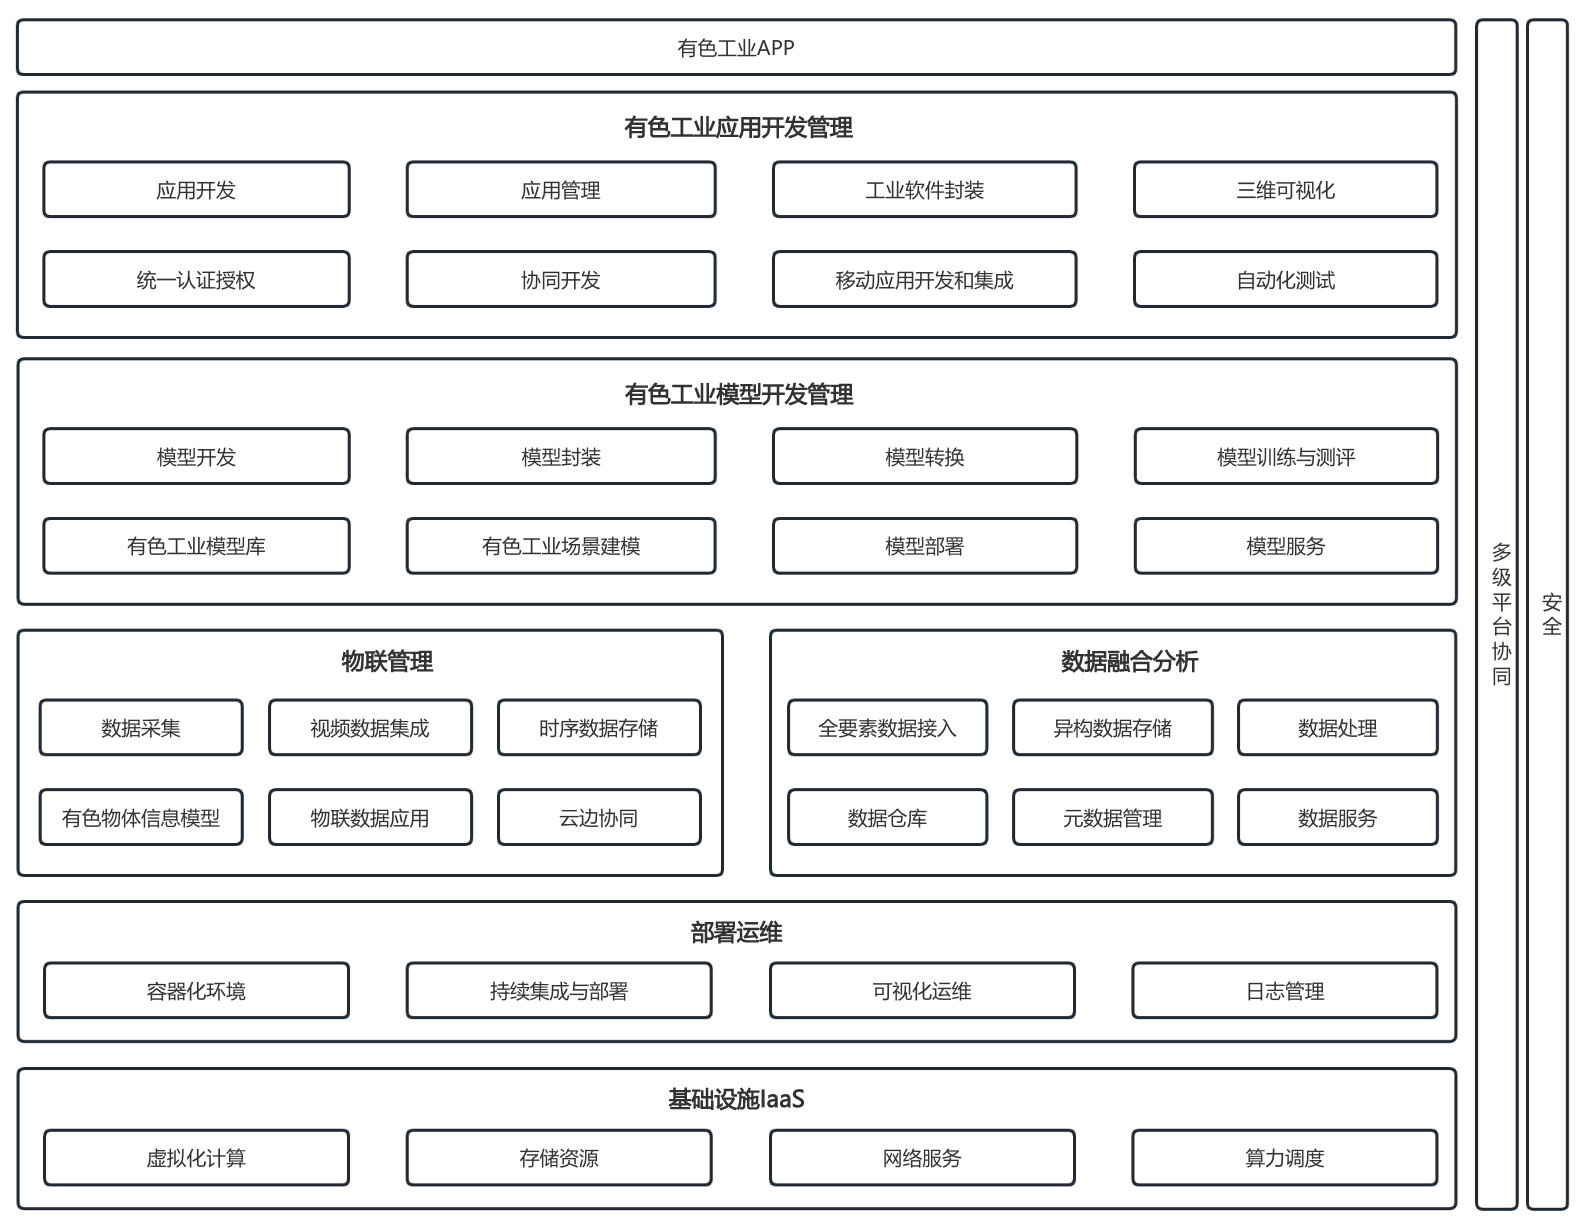 有色工业APP
有色工业应用开发管理
应用开发
应用管理
工业软件封装
三维可视化
统一认证授权
协同开发
移动应用开发和集成
自动化测试
有色工业模型开发管理
模型开发
模型封装
模型转换
模型训练与测评
有色工业模型库
有色工业场景建模
模型部署
模型服务
物联管理
数据采集
视频数据集成
时序数据存储
有色物体信息模型
物联数据应用
云边协同
数据融合分析
全要素数据接入
异构数据存储
数据处理
数据仓库
元数据管理
数据服务
部署运维
容器化环境
持续集成与部署
可视化运维
日志管理
基础设施IaaS
虚拟化计算
存储资源
网络服务
算力调度
多级平台协同
安全